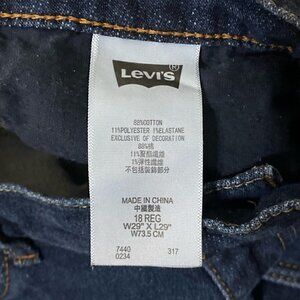 Levi's®
88%COTTON
11%POLYESTER 1%ELASTANE
EXCLUSIVE OF DECORATION
88%棉
11%聚酯纖維
1%彈性纖維
不包括裝飾部分
MADE IN CHINA
中國製造
18 REG
W29" X L29"
W73.5 CM
7440 317
0234